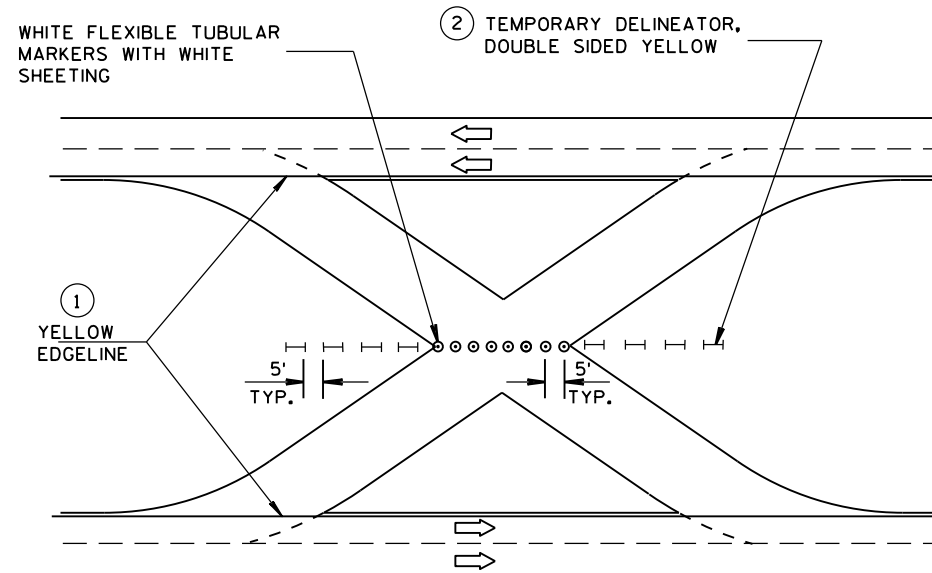 WHITE FLEXIBLE TUBULAR
MARKERS WITH WHITE
SHEETING
2 TEMPORARY DELINEATOR,
DOUBLE SIDED YELLOW
1
YELLOW
EDGELINE
5'
TYP.
5'
TYP.